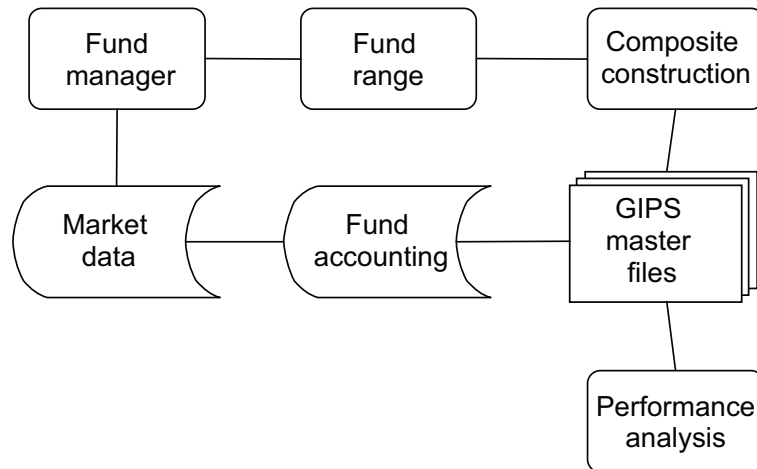 Fund
manager
Fund
range
Composite
construction
Market
data
Fund
accounting
GIPS
master
files
Performance
analysis